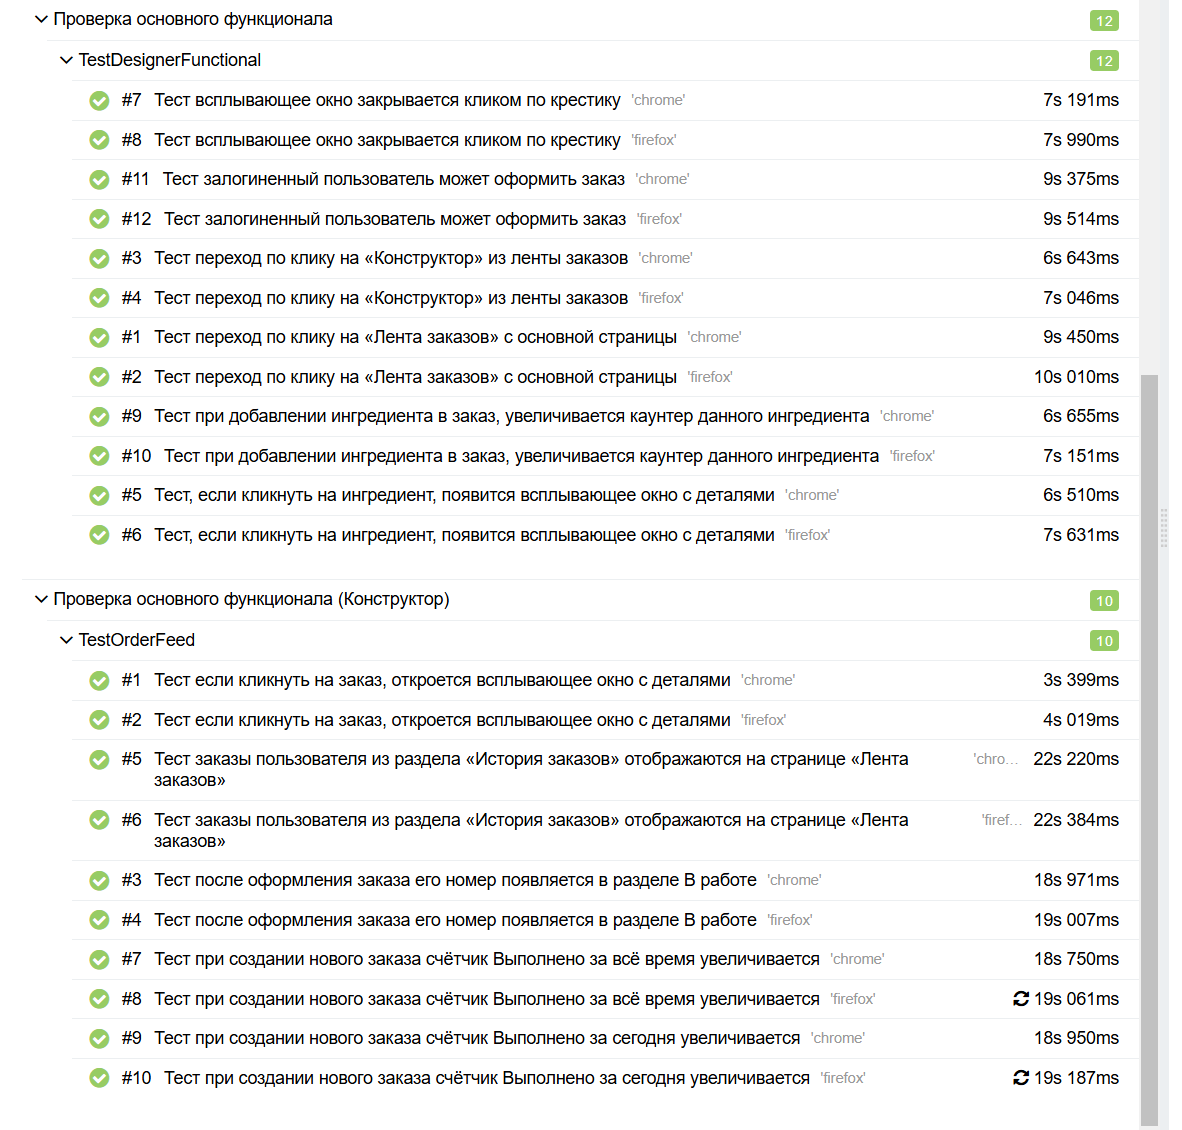 Проверка основного функционала 12
TestDesignerFunctional 12
#7 Тест всплывающее окно закрывается кликом по крестику 'chrome' 7s 191ms
#8 Тест всплывающее окно закрывается кликом по крестику 'firefox' 7s 990ms
#11 Тест залогиненный пользователь может оформить заказ 'chrome' 9s 375ms
#12 Тест залогиненный пользователь может оформить заказ 'firefox' 9s 514ms
#3 Тест переход по клику на «Конструктор» из ленты заказов 'chrome' 6s 643ms
#4 Тест переход по клику на «Конструктор» из ленты заказов 'firefox' 7s 046ms
#1 Тест переход по клику на «Лента заказов» с основной страницы 'chrome' 9s 450ms
#2 Тест переход по клику на «Лента заказов» с основной страницы 'firefox' 10s 010ms
#9 Тест при добавлении ингредиента в заказ, увеличивается каунтер данного ингредиента 'chrome' 6s 655ms
#10 Тест при добавлении ингредиента в заказ, увеличивается каунтер данного ингредиента 'firefox' 7s 151ms
#5 Тест, если кликнуть на ингредиент, появится всплывающее окно с деталями 'chrome' 6s 510ms
#6 Тест, если кликнуть на ингредиент, появится всплывающее окно с деталями 'firefox' 7s 631ms
Проверка основного функционала (Конструктор) 10
TestOrderFeed 10
#1 Тест если кликнуть на заказ, откроется всплывающее окно с деталями 'chrome' 3s 399ms
#2 Тест если кликнуть на заказ, откроется всплывающее окно с деталями 'firefox' 4s 019ms
#5 Тест заказы пользователя из раздела «История заказов» отображаются на странице «Лента 'chro... 22s 220ms
заказов»
#6 Тест заказы пользователя из раздела «История заказов» отображаются на странице «Лента 'firef... 22s 384ms
заказов»
#3 Тест после оформления заказа его номер появляется в разделе В работе 'chrome' 18s 971ms
#4 Тест после оформления заказа его номер появляется в разделе В работе 'firefox' 19s 007ms
#7 Тест при создании нового заказа счётчик Выполнено за всё время увеличивается 'chrome' 18s 750ms
#8 Тест при создании нового заказа счётчик Выполнено за всё время увеличивается 'firefox' 19s 061ms
#9 Тест при создании нового заказа счётчик Выполнено за сегодня увеличивается 'chrome' 18s 950ms
#10 Тест при создании нового заказа счётчик Выполнено за сегодня увеличивается 'firefox' 19s 187ms